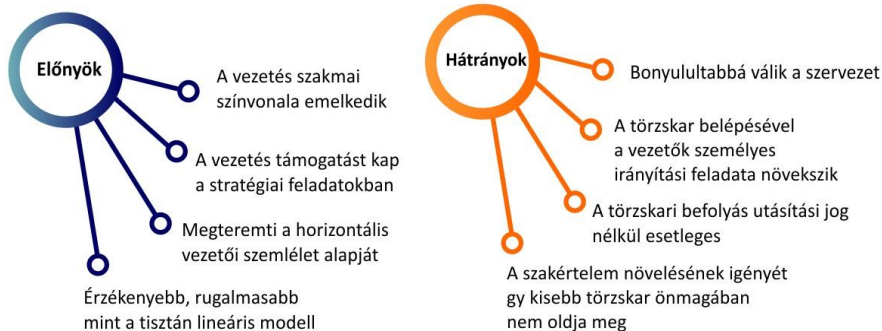 Előnyök
A vezetés szakmai
színvonala emelkedik
A vezetés támogatást kap
a stratégiai feladatokban
Megteremti a horizontális
vezetői szemlélet alapját
Érzékenyebb, rugalmasabb
mint a tisztán lineáris modell
Hátrányok
Bonyulultabbá válik a szervezet
A törzskar belépésével
a vezetők személyes
irányítási feladata növekszik
A törzskari befolyás utásítási jog
nélkül esetleges
A szakértelem növelésének igényét
gy kisebb törzskar önmagában
nem oldja meg